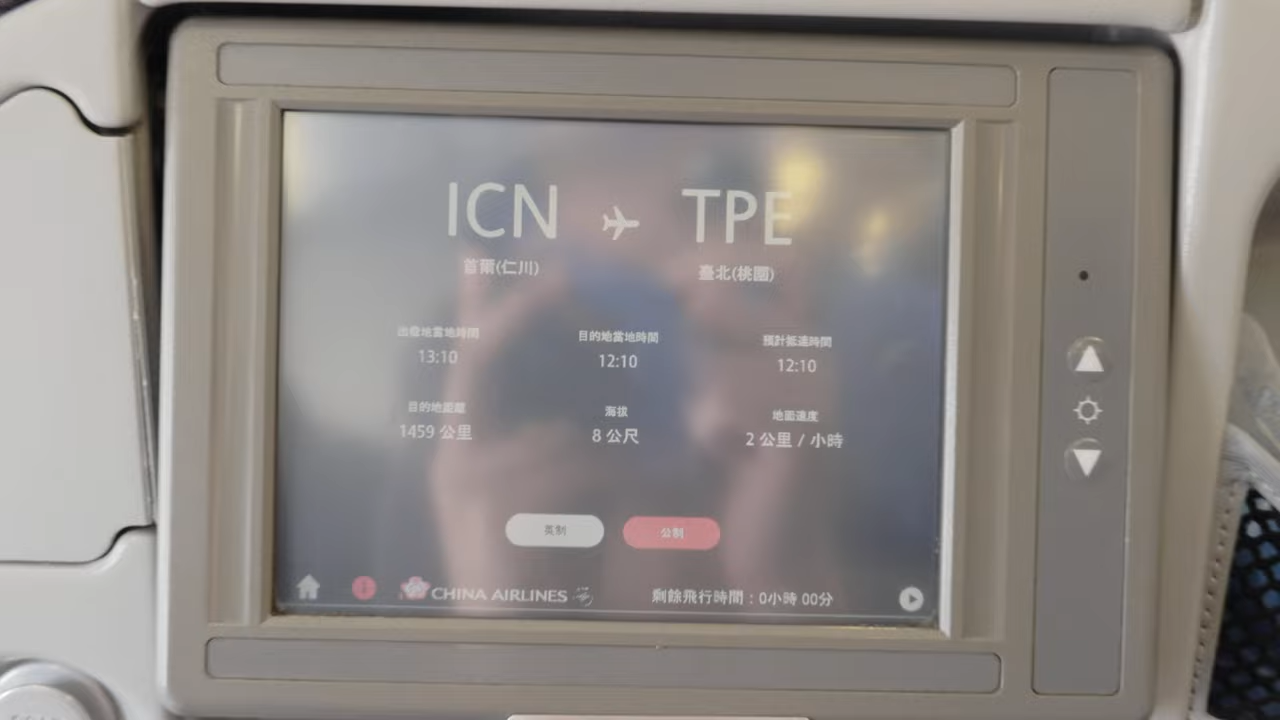 ICN TPE
首爾(仁川) 臺北(桃園)
出發地當地時間 目的地當地時間 預計抵達時間
13:10 12:10 12:10
目的地距離 海拔 地面速度
1459 公里 8 公尺 2 公里 / 小時
英制 公制
CHINA AIRLINES 剩餘飛行時間：0小時 00分